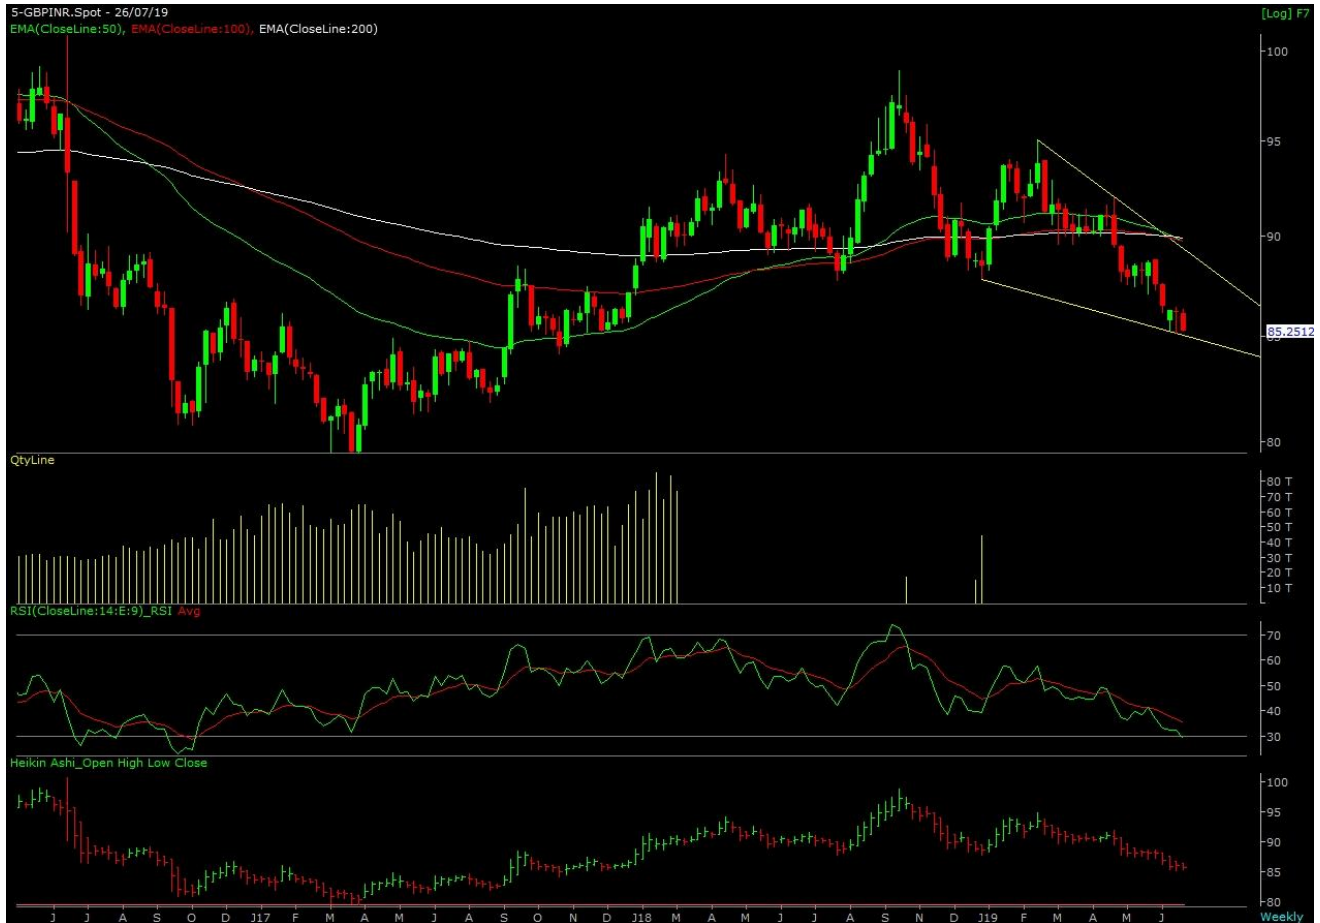 5-GBPINR.Spot - 26/07/19
[Log] F7
EMA(CloseLine:50), EMA(CloseLine:100), EMA(CloseLine:200)
100
95
90
85.2512
85
80
QtyLine
80 T
70 T
60 T
50 T
40 T
30 T
20 T
10 T
RSI(CloseLine:14:E:9)_RSI Avg
70
60
50
40
30
Heikin Ashi_Open High Low Close
100
95
90
85
80
J J A S O D J17 F M A M J J A S O N D J18 M A M J J A S O N J19 F M A M J
Weekly